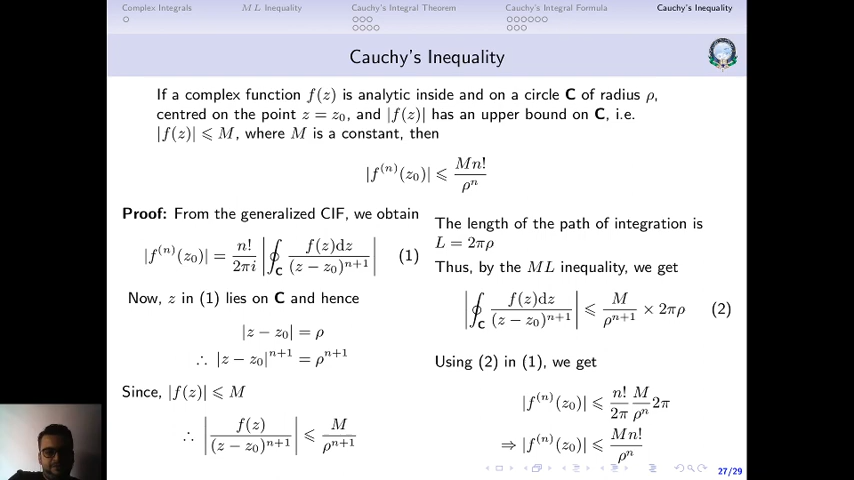 Complex Integrals ML Inequality Cauchy's Integral Theorem Cauchy's Integral Formula Cauchy's Inequality
Cauchy's Inequality
If a complex function f(z) is analytic inside and on a circle C of radius ρ,
centred on the point z = z₀, and |f(z)| has an upper bound on C, i.e.
|f(z)| ⩽ M, where M is a constant, then
|f⁽ⁿ⁾(z₀)| ⩽ Mn!/ρⁿ
Proof: From the generalized CIF, we obtain
|f⁽ⁿ⁾(z₀)| = n!/2πi |∮_C f(z)dz/(z − z₀)ⁿ⁺¹| (1)
Now, z in (1) lies on C and hence
|z − z₀| = ρ
∴ |z − z₀|ⁿ⁺¹ = ρⁿ⁺¹
Since, |f(z)| ⩽ M
∴ |f(z)/(z − z₀)ⁿ⁺¹| ⩽ M/ρⁿ⁺¹
The length of the path of integration is
L = 2πρ
Thus, by the ML inequality, we get
|∮_C f(z)dz/(z − z₀)ⁿ⁺¹| ⩽ M/ρⁿ⁺¹ × 2πρ (2)
Using (2) in (1), we get
|f⁽ⁿ⁾(z₀)| ⩽ n!/2π M/ρⁿ 2π
⇒ |f⁽ⁿ⁾(z₀)| ⩽ Mn!/ρⁿ
27/29